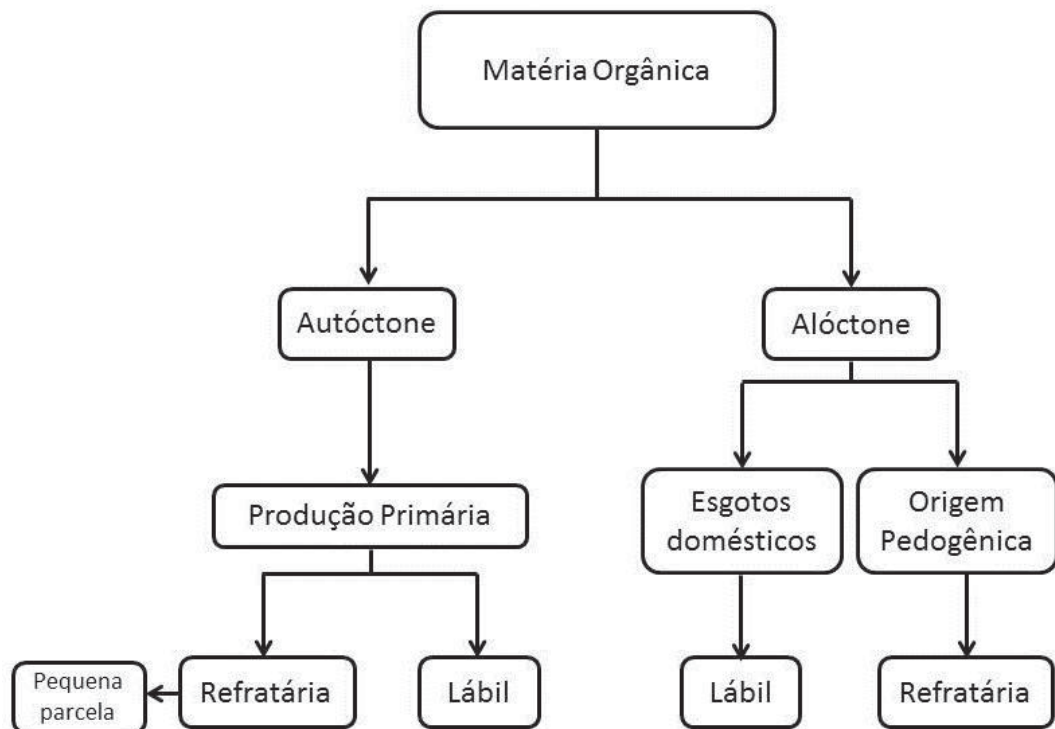 Matéria Orgânica
Autóctone
Alóctone
Produção Primária
Esgotos
domésticos
Origem
Pedogênica
Pequena
parcela
Refratária
Lábil
Lábil
Refratária